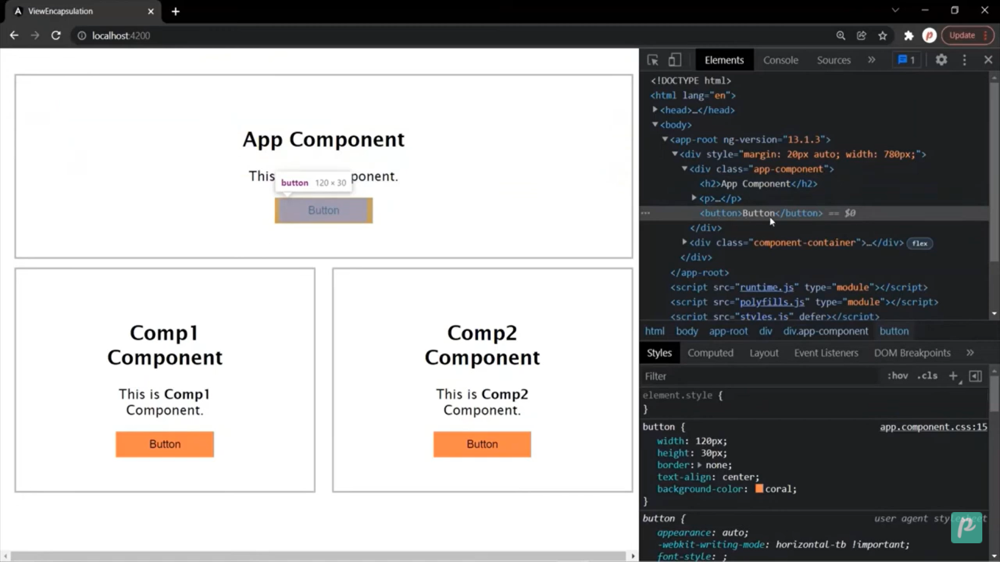 ViewEncapsulation
localhost:4200
Update
App Component
This ponent.
button 120 × 30
Button
Comp1
Component
This is Comp1
Component.
Button
Comp2
Component
This is Comp2
Component.
Button
Elements Console Sources » 1
<!DOCTYPE html>
<html lang="en">
<head>…</head>
<body>
<app-root ng-version="13.1.3">
<div style="margin: 20px auto; width: 780px;">
<div class="app-component">
<h2>App Component</h2>
<p>…</p>
<button>Button</button> == $0
</div>
<div class="component-container">…</div> flex
</div>
</app-root>
<script src="runtime.js" type="module"></script>
<script src="polyfills.js" type="module"></script>
<script src="styles.js" defer></script>
html body app-root div div.app-component button
Styles Computed Layout Event Listeners DOM Breakpoints »
Filter :hov .cls +
element.style {
}
button { app.component.css:15
width: 120px;
height: 30px;
border: none;
text-align: center;
background-color: coral;
}
button { user agent stylesheet
appearance: auto;
-webkit-writing-mode: horizontal-tb !important;
font-style: ;